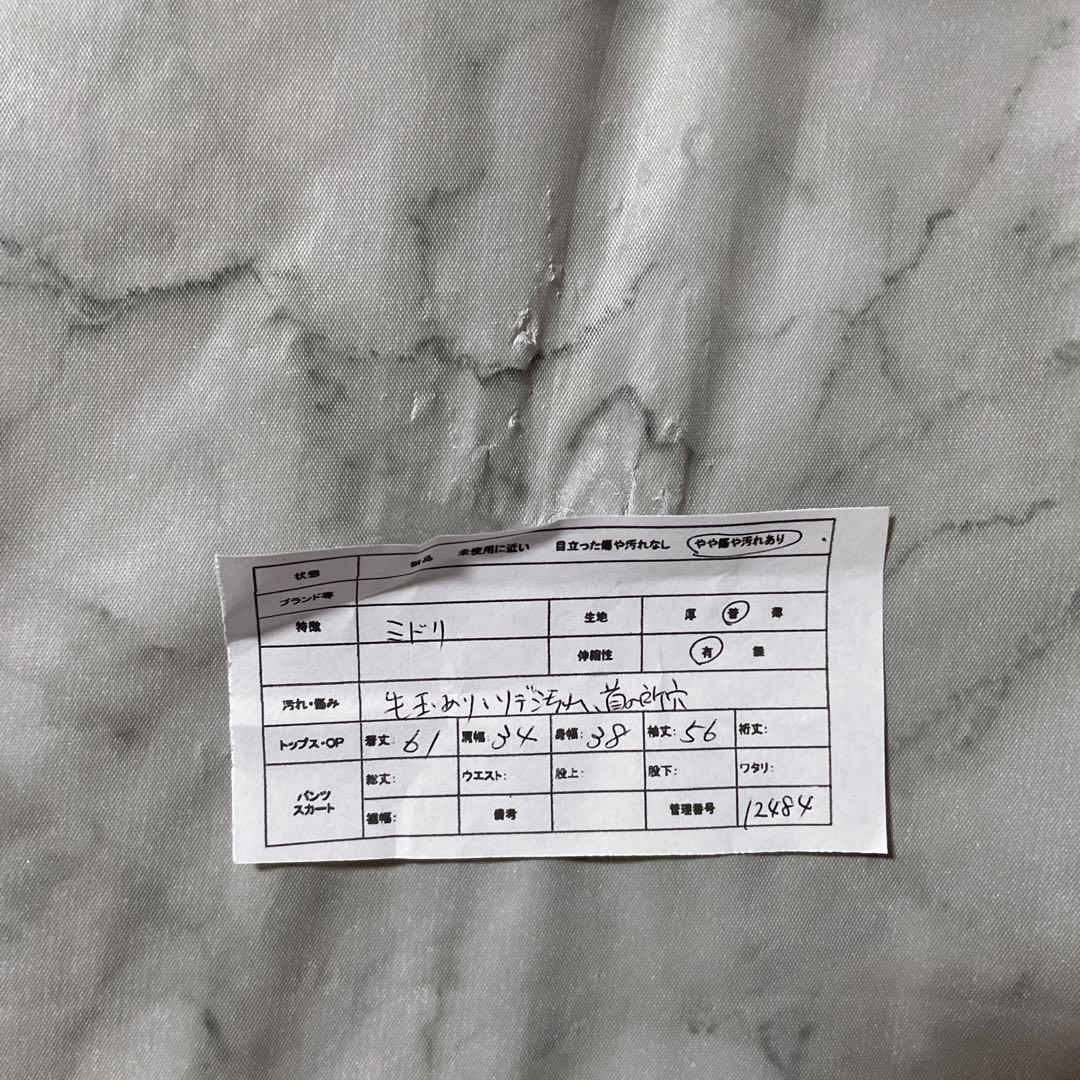 状態 新品 未使用に近い 目立った傷や汚れなし やや傷や汚れあり
ブランド等
特徴 ミドリ 生地 厚 普 薄
伸縮性 有 無
汚れ・傷み 毛玉あり、ソデ汚れ、首の所穴
トップス・OP 着丈: 61 肩幅: 34 身幅: 38 袖丈: 56 裄丈:
パンツ スカート 総丈: ウエスト: 股上: 股下: ワタリ:
裾幅: 備考 管理番号 12484